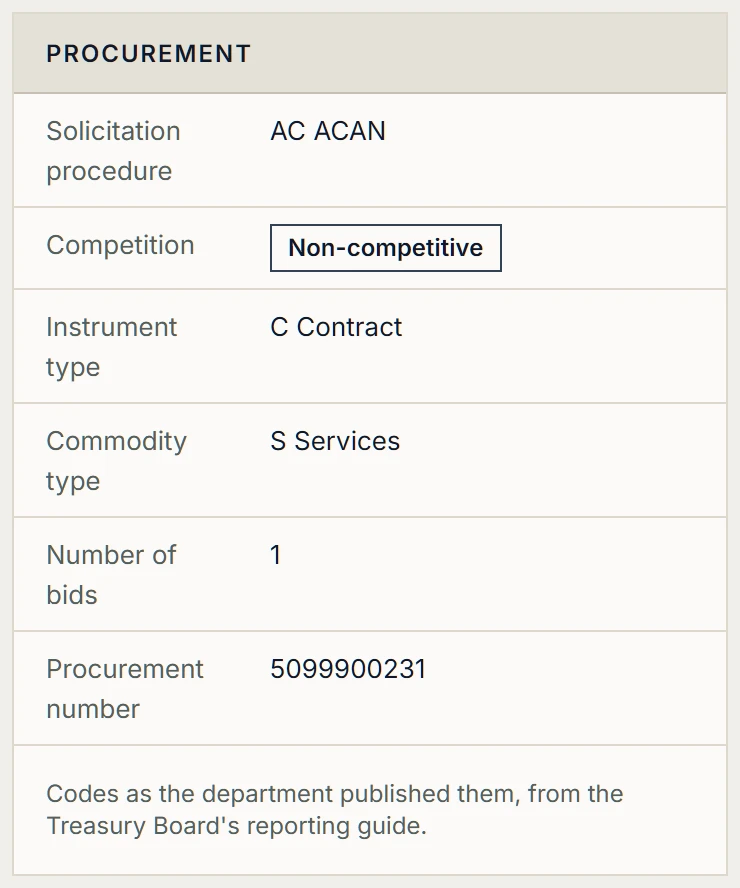 PROCUREMENT
Solicitation
procedure
AC ACAN
Competition
Non-competitive
Instrument
type
C Contract
Commodity
type
S Services
Number of
bids
1
Procurement
number
5099900231
Codes as the department published them, from the
Treasury Board's reporting guide.